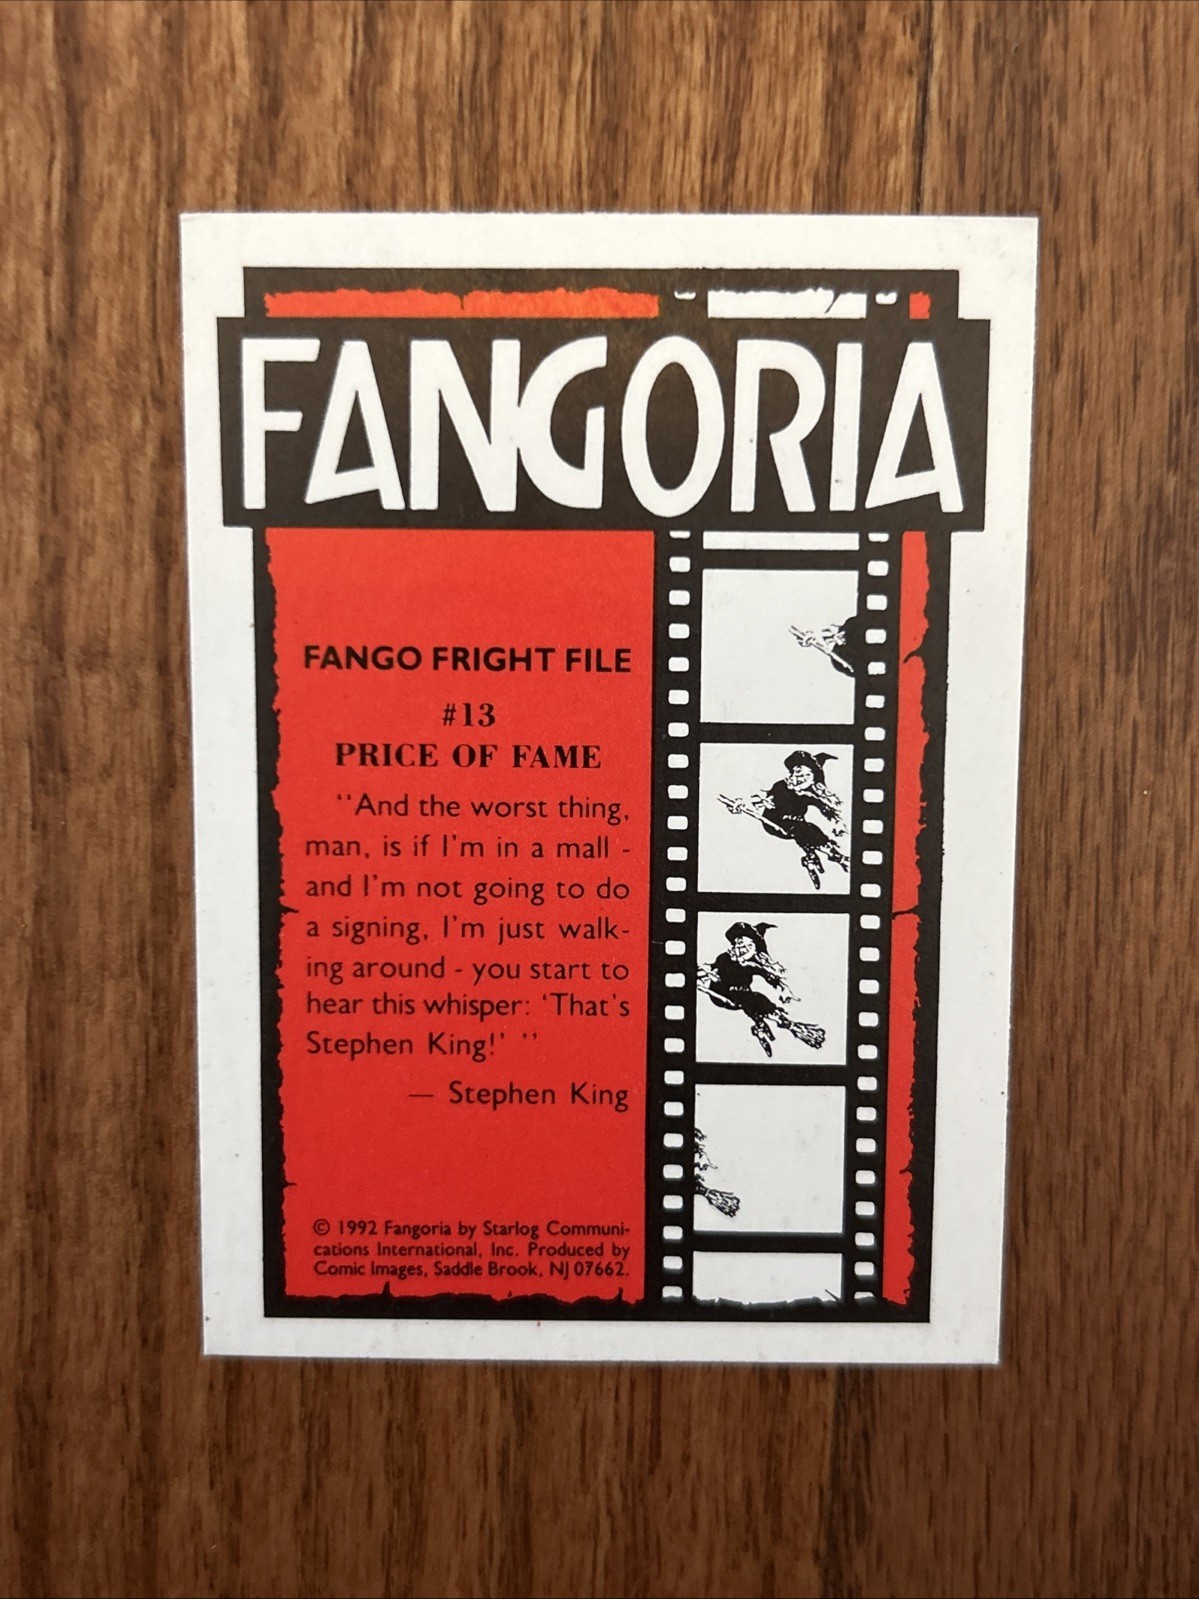 FANGORIA
FANGO FRIGHT FILE
#13
PRICE OF FAME
"And the worst thing,
man, is if I'm in a mall -
and I'm not going to do
a signing, I'm just walk-
ing around - you start to
hear this whisper: 'That's
Stephen King!' "
— Stephen King
© 1992 Fangoria by Starlog Communi-
cations International, Inc. Produced by
Comic Images, Saddle Brook, NJ 07662.